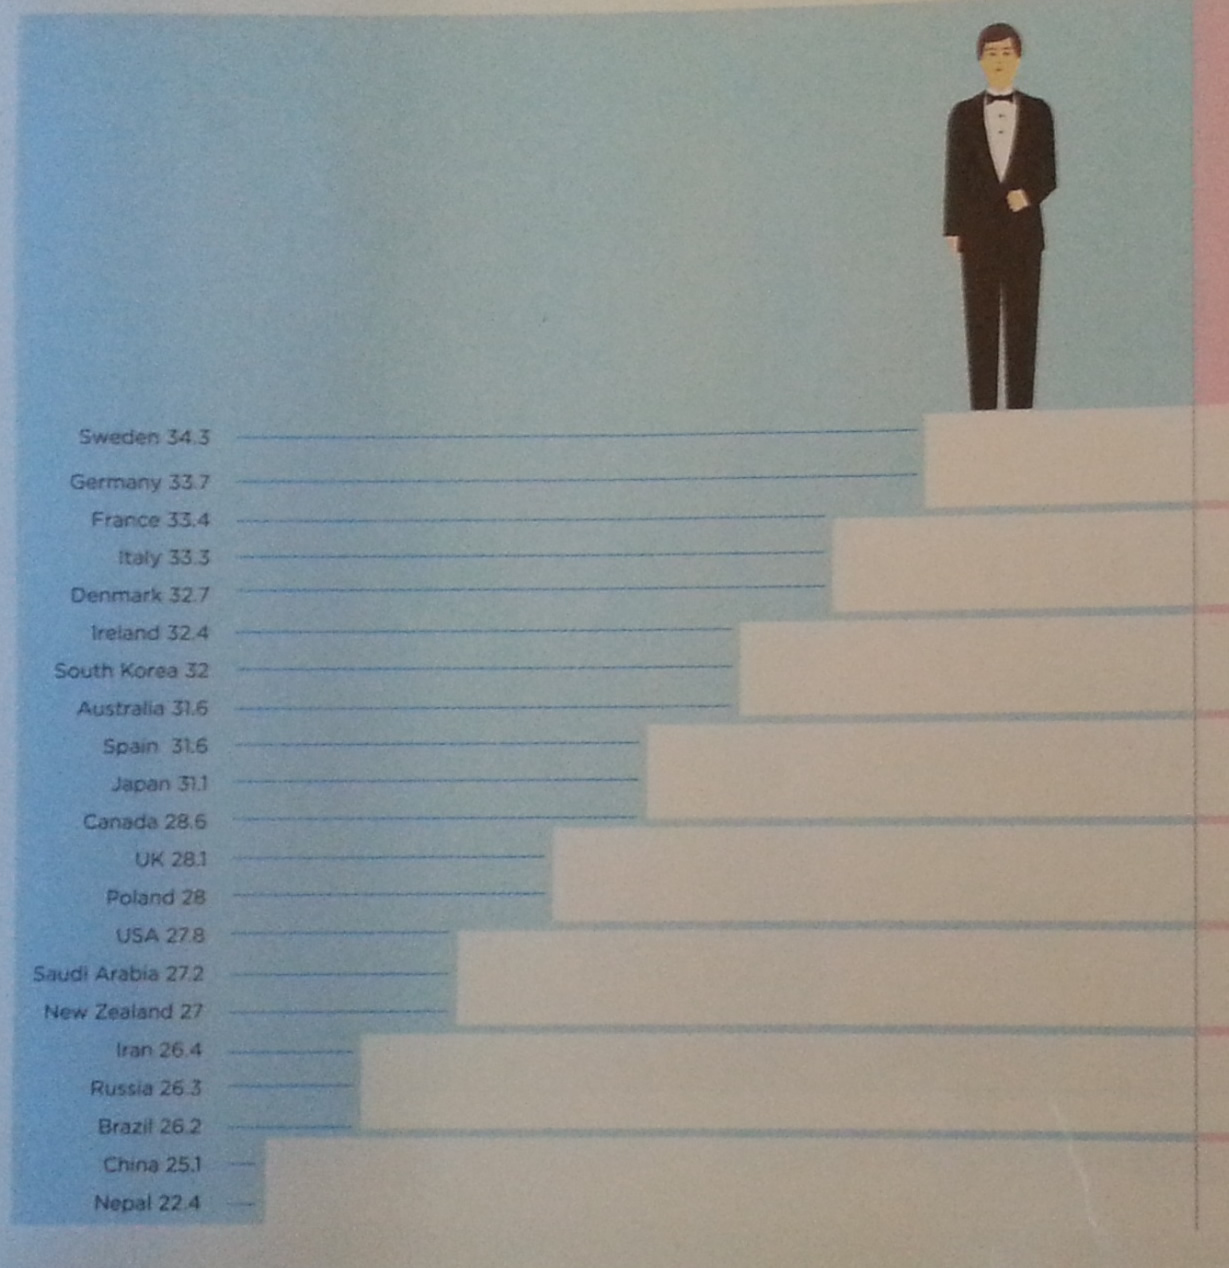 Sweden 34.3
Germany 33.7
France 33.4
Italy 33.3
Denmark 32.7
Ireland 32.4
South Korea 32
Australia 31.6
Spain 31.6
Japan 31.1
Canada 28.6
UK 28.1
Poland 28
USA 27.8
Saudi Arabia 27.2
New Zealand 27
Iran 26.4
Russia 26.3
Brazil 26.2
China 25.1
Nepal 22.4